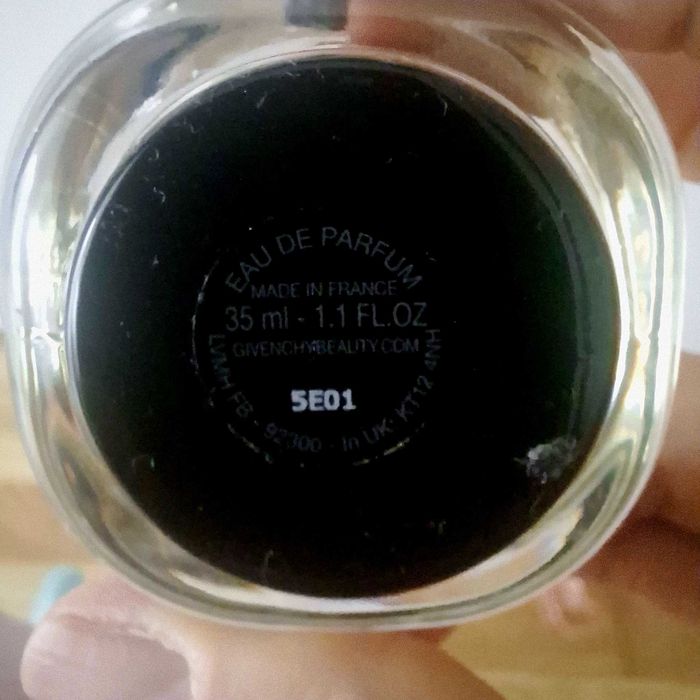 EAU DE PARFUM
MADE IN FRANCE
35 ml - 1.1 FL.OZ
GIVENCHYBEAUTY.COM
5E01
LVMH FB - 92300 - In UK: KT12 4NH